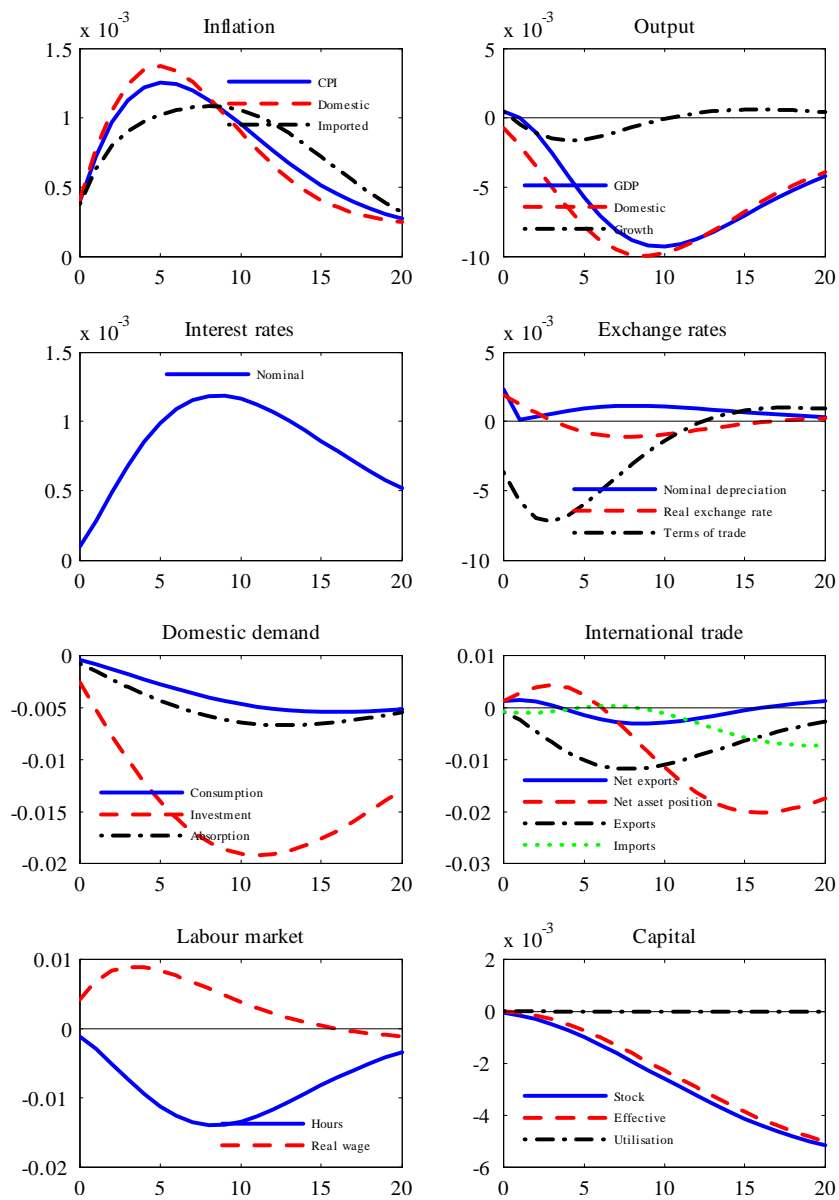 x 10-3
Inflation
1.5
1
0.5
0
CPI
Domestic
Imported
0 5 10 15 20
x 10-3
Output
5
0
-5
-10
GDP
Domestic
Growth
0 5 10 15 20
x 10-3
Interest rates
1.5
1
0.5
0
Nominal
0 5 10 15 20
x 10-3
Exchange rates
5
0
-5
-10
Nominal depreciation
Real exchange rate
Terms of trade
0 5 10 15 20
Domestic demand
0
-0.005
-0.01
-0.015
-0.02
Consumption
Investment
Absorption
0 5 10 15 20
International trade
0.01
0
-0.01
-0.02
-0.03
Net exports
Net asset position
Exports
Imports
0 5 10 15 20
Labour market
0.01
0
-0.01
-0.02
Hours
Real wage
0 5 10 15 20
x 10-3
Capital
2
0
-2
-4
-6
Stock
Effective
Utilisation
0 5 10 15 20